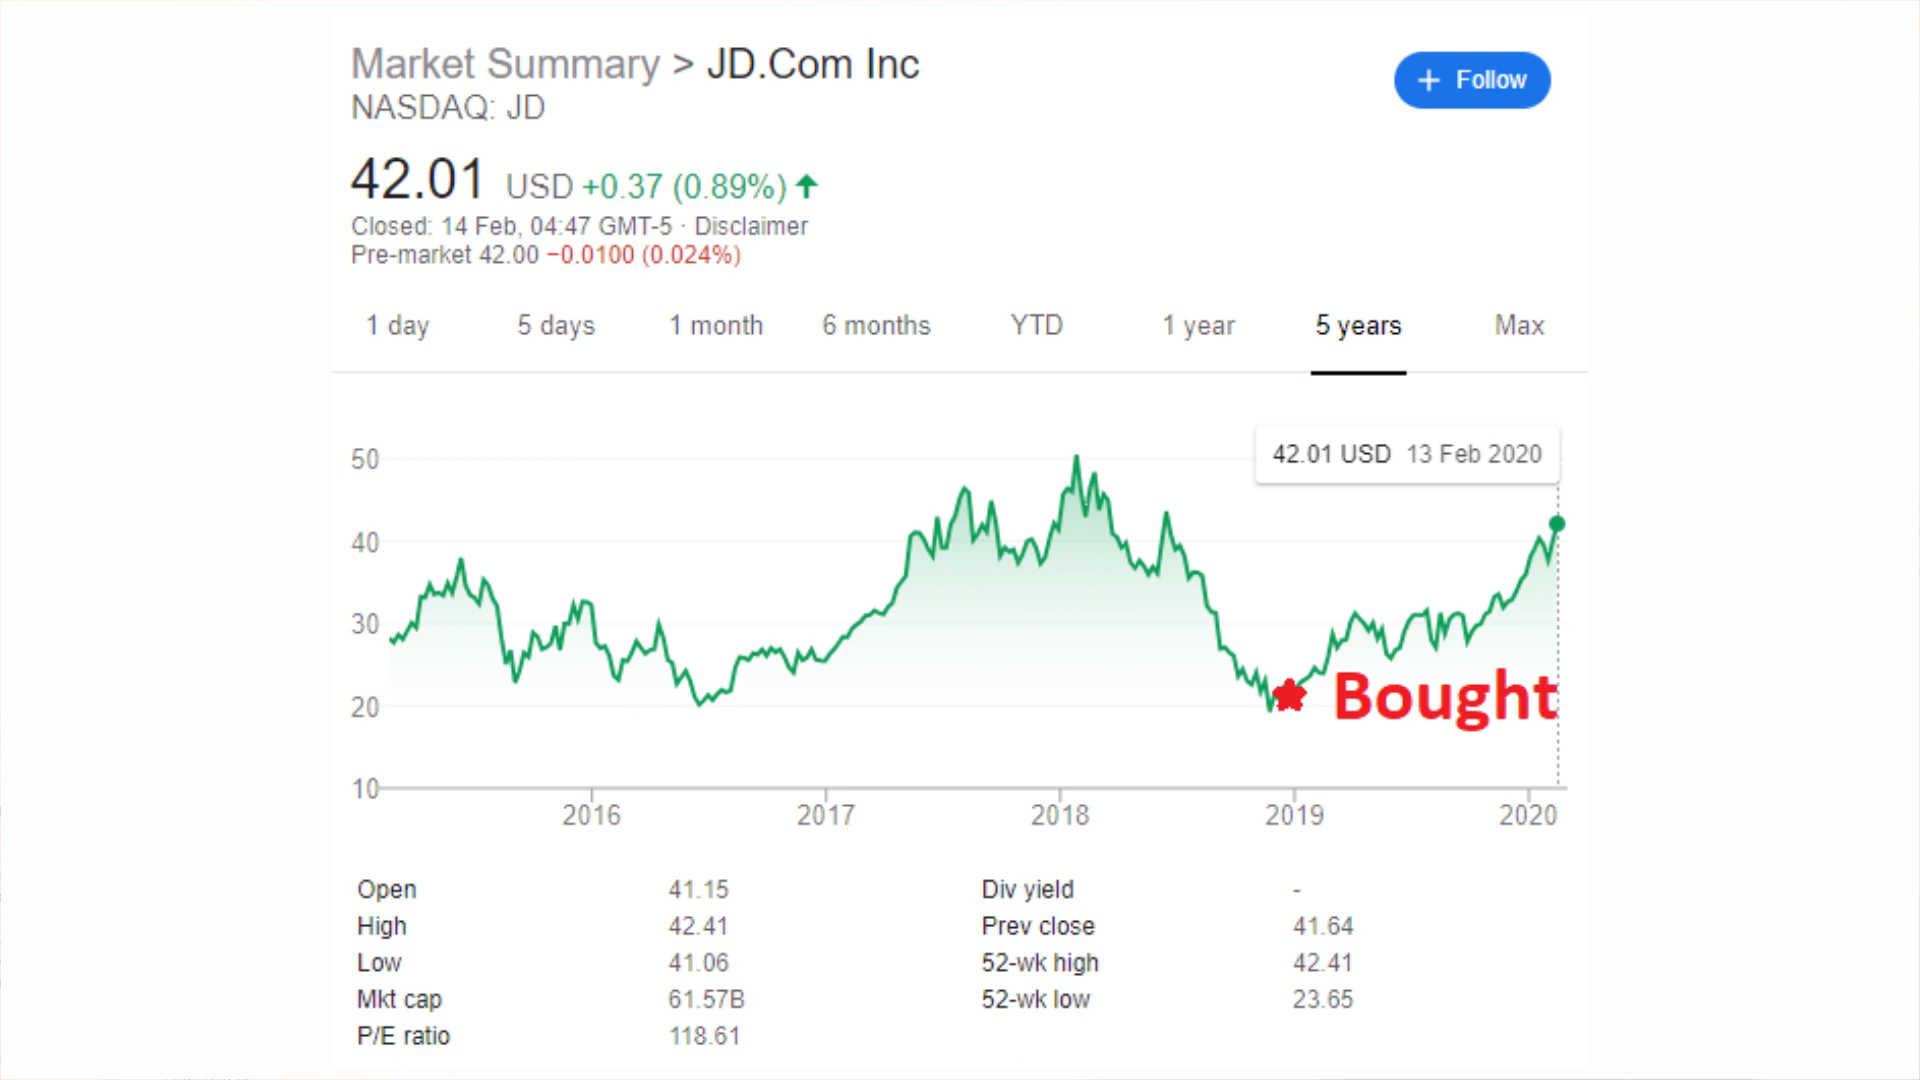 Market Summary > JD.Com Inc
NASDAQ: JD
+ Follow
42.01 USD +0.37 (0.89%)
Closed: 14 Feb, 04:47 GMT-5 · Disclaimer
Pre-market 42.00 −0.0100 (0.024%)
1 day 5 days 1 month 6 months YTD 1 year 5 years Max
42.01 USD 13 Feb 2020
50
40
30
20
10
Bought
2016 2017 2018 2019 2020
Open 41.15 Div yield -
High 42.41 Prev close 41.64
Low 41.06 52-wk high 42.41
Mkt cap 61.57B 52-wk low 23.65
P/E ratio 118.61